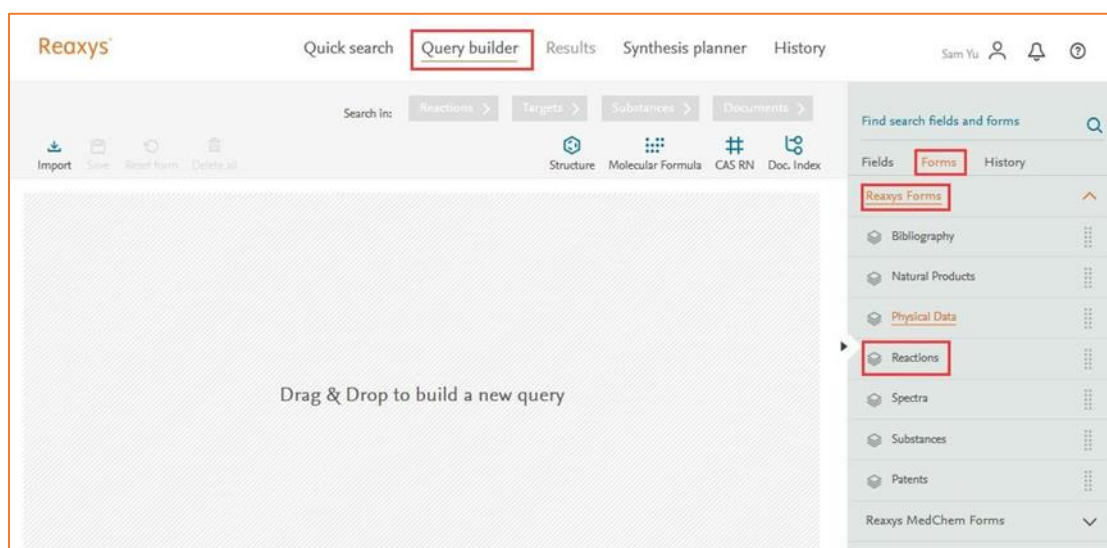 Reaxys
Quick search Query builder Results Synthesis planner History Sam Yu
Search in: Reactions Targets Substances Documents
Import Save Reset form Delete all
Structure Molecular Formula CAS RN Doc. Index
Drag & Drop to build a new query
Find search fields and forms
Fields Forms History
Reaxys Forms
Bibliography
Natural Products
Physical Data
Reactions
Spectra
Substances
Patents
Reaxys MedChem Forms